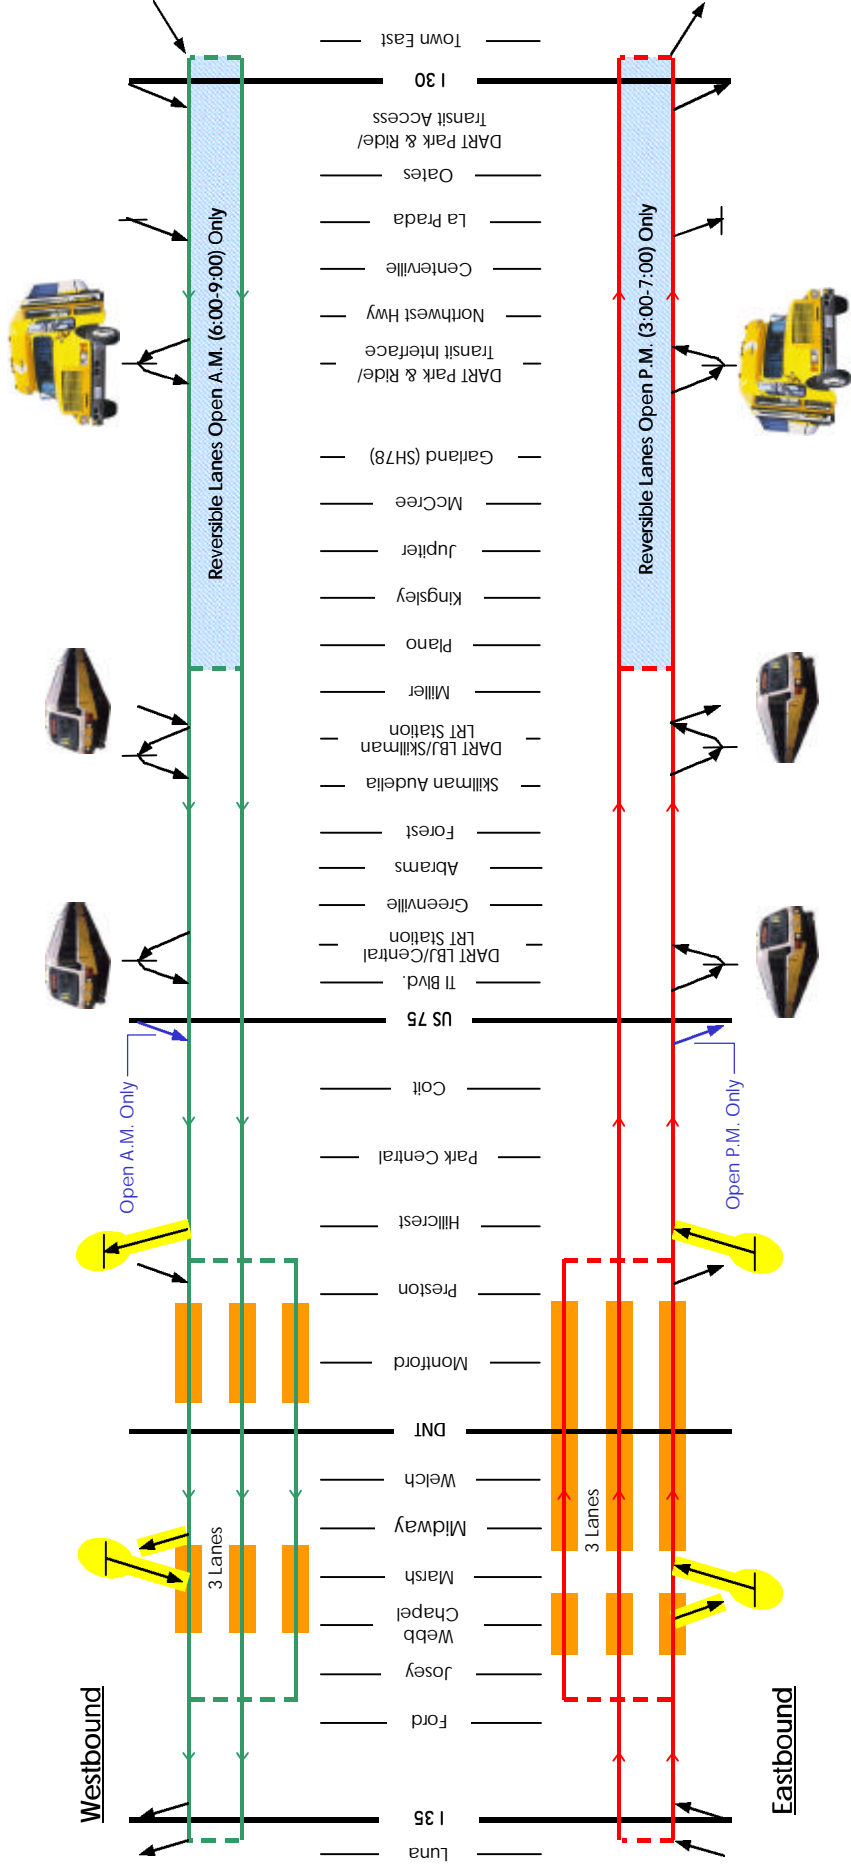 Town East
I 30
DART Park & Ride/
Transit Access
Oates
La Prada
Centerville
Northwest Hwy
DART Park & Ride/
Transit Interface
Garland (SH78)
McCree
Jupiter
Kingsley
Plano
Miller
DART LBJ/Skillman
LRT Station
Skillman Audelia
Forest
Abrams
Greenville
DART LBJ/Central
LRT Station
TI Blvd.
US 75
Coit
Park Central
Hillcrest
Preston
Montford
DNT
Welch
Midway
Marsh
Webb
Chapel
Josey
Ford
I 35
Luna
Reversible Lanes Open A.M. (6:00-9:00) Only
Open A.M. Only
3 Lanes
Westbound
Reversible Lanes Open P.M. (3:00-7:00) Only
Open P.M. Only
3 Lanes
Eastbound